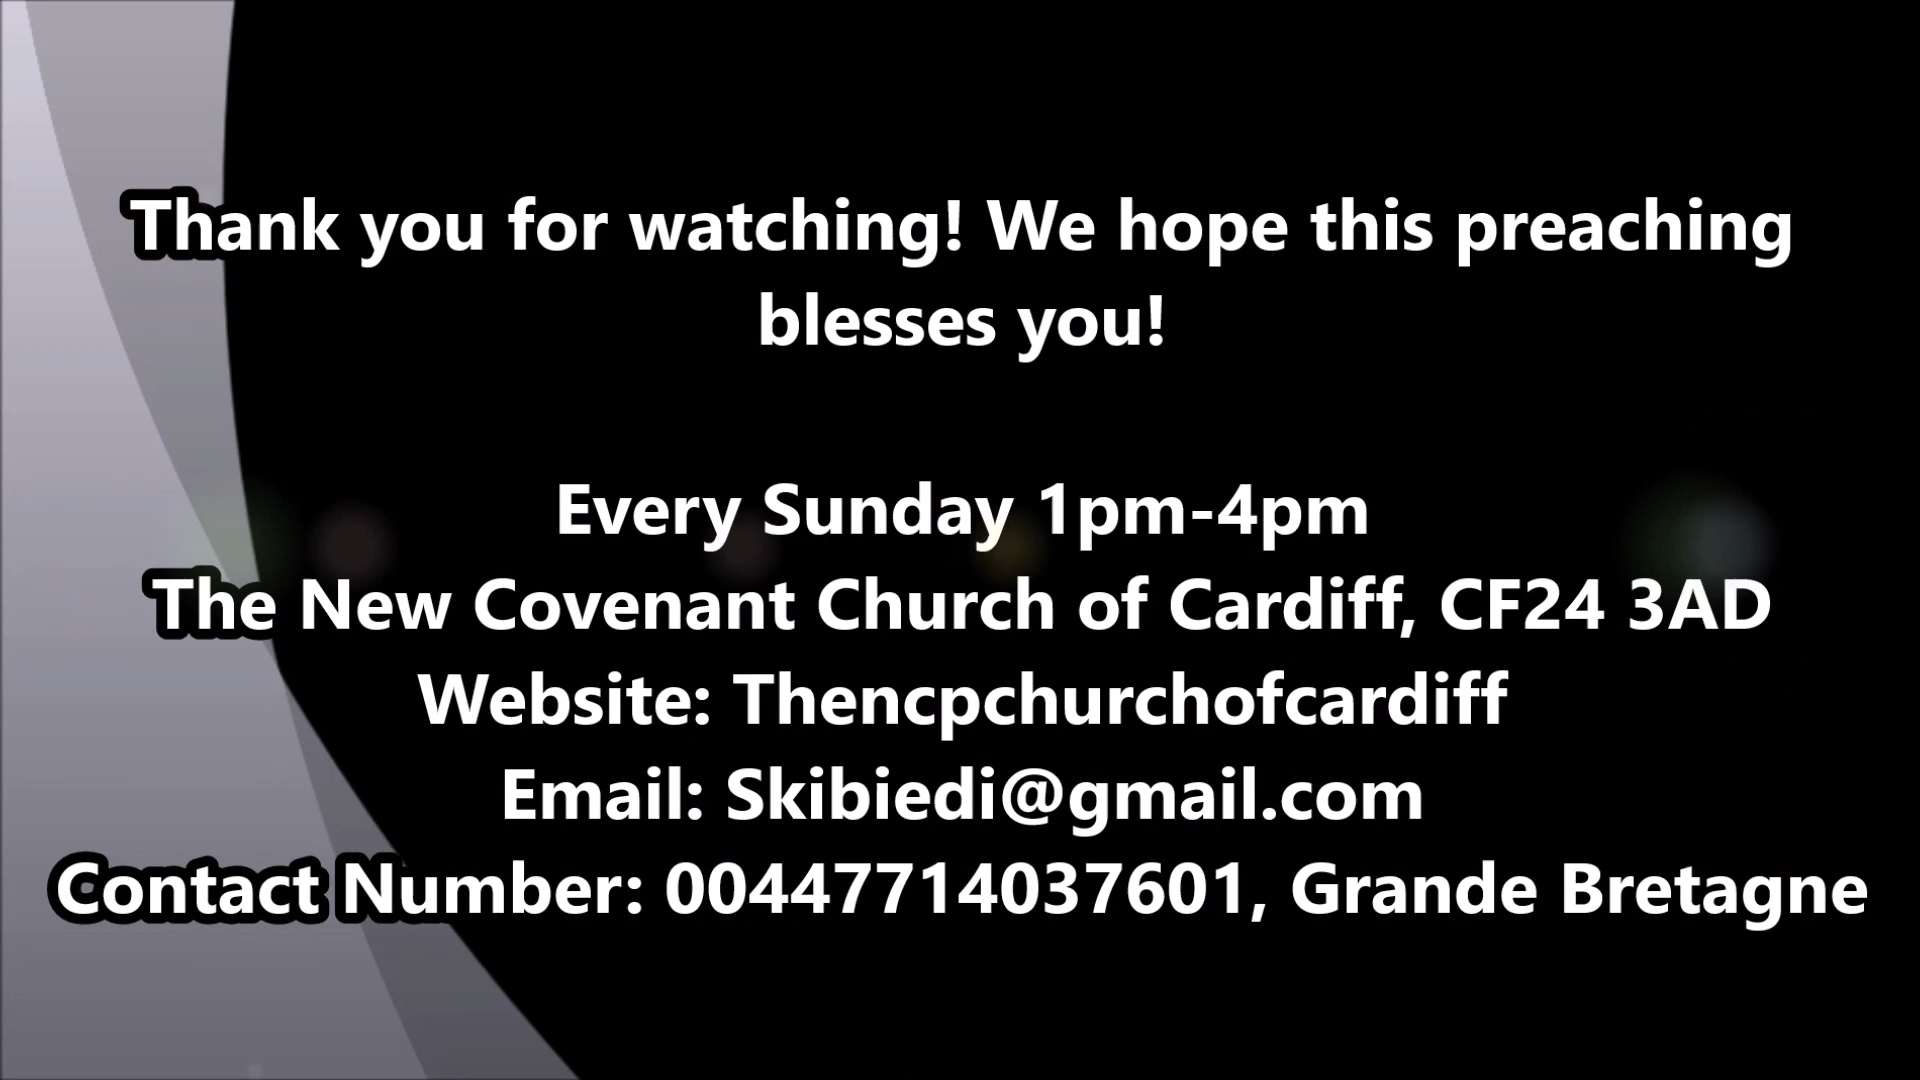 Thank you for watching! We hope this preaching
blesses you!
Every Sunday 1pm-4pm
The New Covenant Church of Cardiff, CF24 3AD
Website: Thencpchurchofcardiff
Email: Skibiedi@gmail.com
Contact Number: 00447714037601, Grande Bretagne